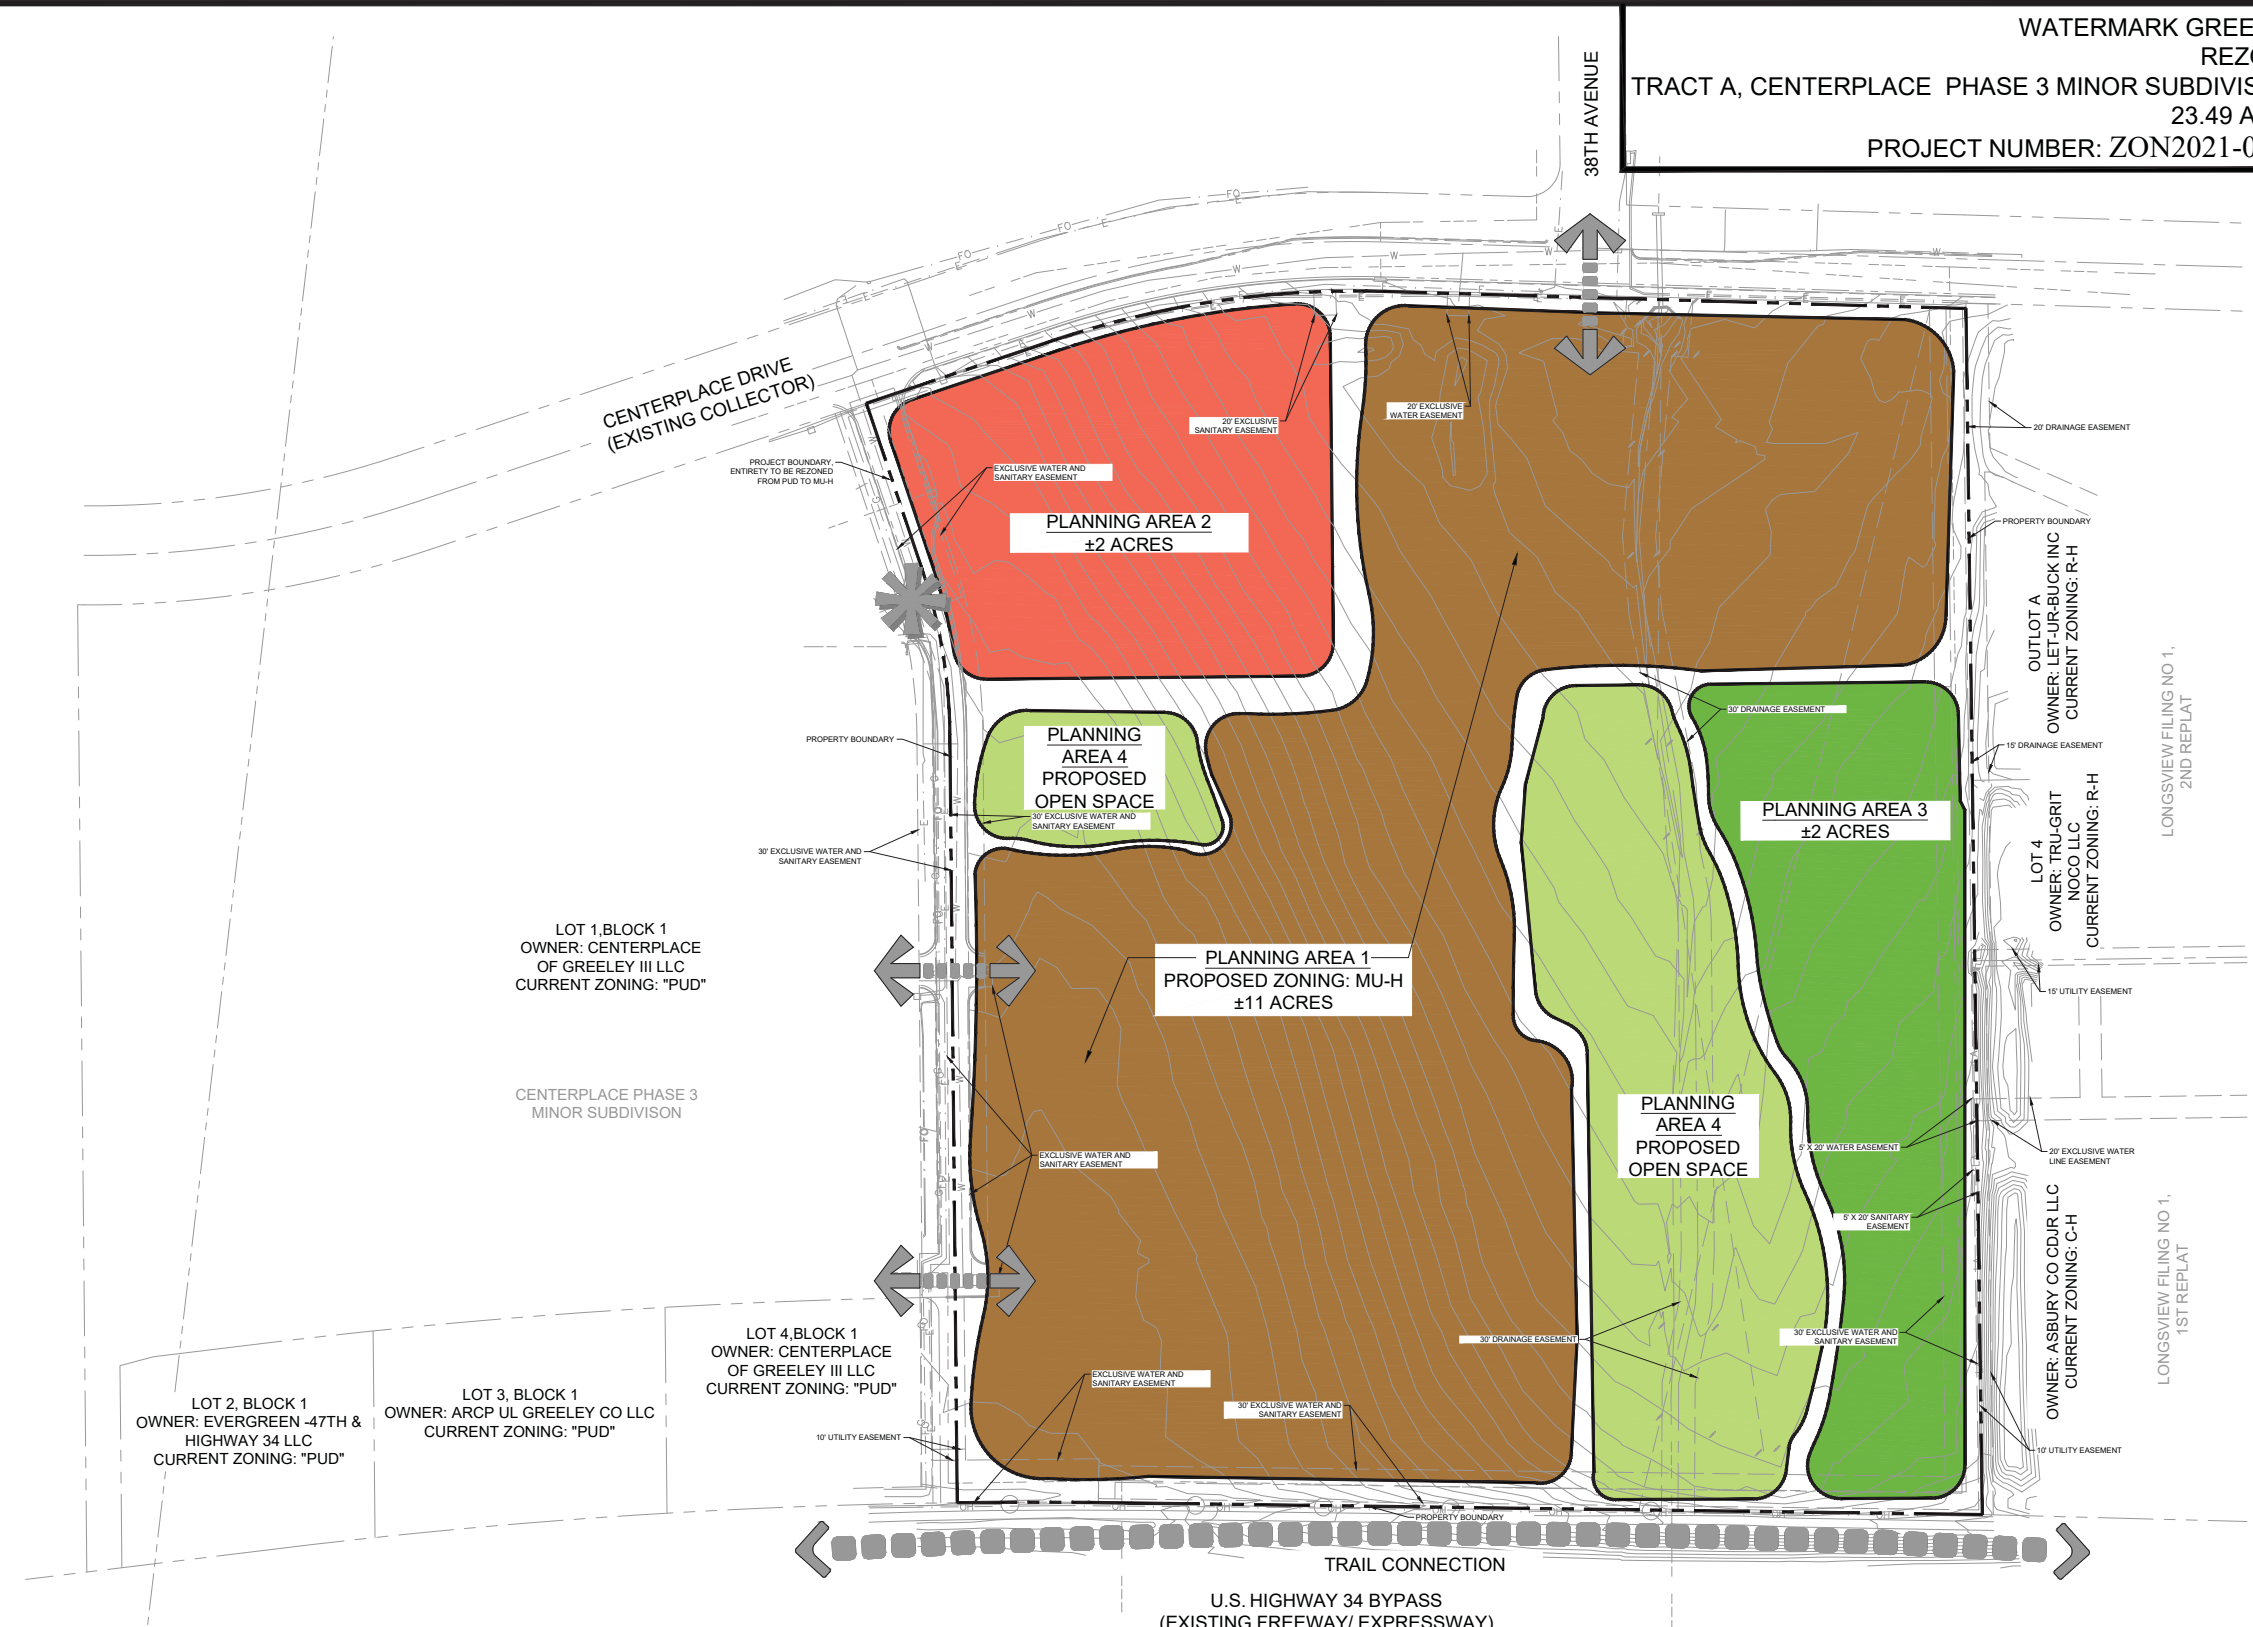 WATERMARK GREE
REZO
TRACT A, CENTERPLACE PHASE 3 MINOR SUBDIVIS
23.49 A
PROJECT NUMBER: ZON2021-0
38TH AVENUE
CENTERPLACE DRIVE
(EXISTING COLLECTOR)
PROJECT BOUNDARY,
ENTIRETY TO BE REZONED
FROM PUD TO MU-H
20' EXCLUSIVE
SANITARY EASEMENT
20' EXCLUSIVE
WATER EASEMENT
20' DRAINAGE EASEMENT
EXCLUSIVE WATER AND
SANITARY EASEMENT
PLANNING AREA 2
±2 ACRES
PROPERTY BOUNDARY
OUTLOT A
OWNER: LET-UR-BUCK INC
CURRENT ZONING: R-H
LONGSVIEW FILING NO 1,
2ND REPLAT
30' DRAINAGE EASEMENT
PROPERTY BOUNDARY
15' DRAINAGE EASEMENT
PLANNING
AREA 4
PROPOSED
OPEN SPACE
30' EXCLUSIVE WATER AND
SANITARY EASEMENT
PLANNING AREA 3
±2 ACRES
LOT 4
OWNER: TRU-GRIT
NOCO LLC
CURRENT ZONING: R-H
30' EXCLUSIVE WATER AND
SANITARY EASEMENT
LOT 1,BLOCK 1
OWNER: CENTERPLACE
OF GREELEY III LLC
CURRENT ZONING: "PUD"
PLANNING AREA 1
PROPOSED ZONING: MU-H
±11 ACRES
15' UTILITY EASEMENT
CENTERPLACE PHASE 3
MINOR SUBDIVISON
PLANNING
AREA 4
PROPOSED
OPEN SPACE
5' X 20' WATER EASEMENT
20' EXCLUSIVE WATER
LINE EASEMENT
EXCLUSIVE WATER AND
SANITARY EASEMENT
5' X 20' SANITARY
EASEMENT
OWNER: ASBURY CO CDJR LLC
CURRENT ZONING: C-H
LONGSVIEW FILING NO 1,
1ST REPLAT
30' DRAINAGE EASEMENT
30' EXCLUSIVE WATER AND
SANITARY EASEMENT
LOT 4,BLOCK 1
OWNER: CENTERPLACE
OF GREELEY III LLC
CURRENT ZONING: "PUD"
LOT 3, BLOCK 1
OWNER: ARCP UL GREELEY CO LLC
CURRENT ZONING: "PUD"
LOT 2, BLOCK 1
OWNER: EVERGREEN -47TH &
HIGHWAY 34 LLC
CURRENT ZONING: "PUD"
EXCLUSIVE WATER AND
SANITARY EASEMENT
30' EXCLUSIVE WATER AND
SANITARY EASEMENT
10' UTILITY EASEMENT
10' UTILITY EASEMENT
PROPERTY BOUNDARY
TRAIL CONNECTION
U.S. HIGHWAY 34 BYPASS
(EXISTING FREEWAY/ EXPRESSWAY)